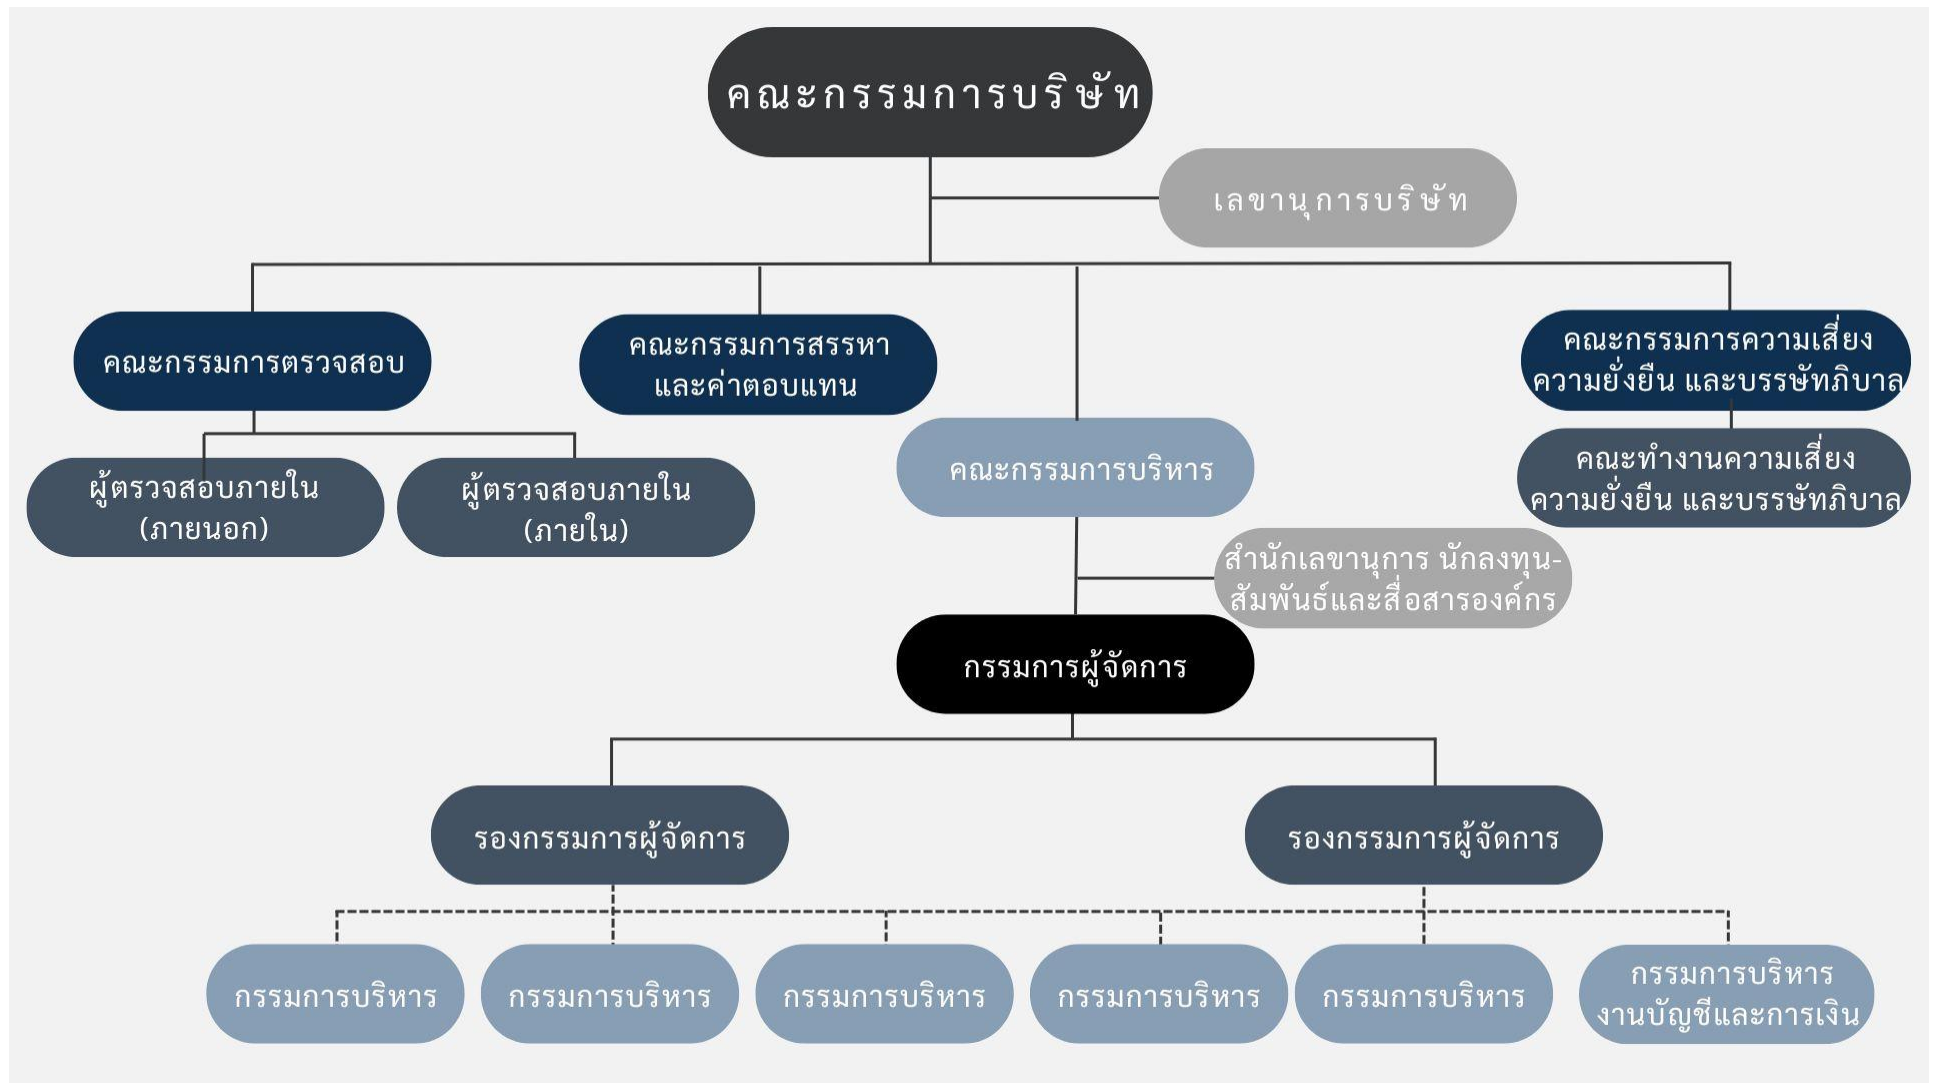 คณะกรรมการบริษัท
เลขานุการบริษัท
คณะกรรมการตรวจสอบ
คณะกรรมการสรรหา
และค่าตอบแทน
คณะกรรมการความเสี่ยง
ความยั่งยืน และบรรษัทภิบาล
คณะกรรมการบริหาร
คณะทำงานความเสี่ยง
ความยั่งยืน และบรรษัทภิบาล
ผู้ตรวจสอบภายใน
(ภายนอก)
ผู้ตรวจสอบภายใน
(ภายใน)
สำนักเลขานุการ นักลงทุน-
สัมพันธ์และสื่อสารองค์กร
กรรมการผู้จัดการ
รองกรรมการผู้จัดการ
รองกรรมการผู้จัดการ
กรรมการบริหาร
กรรมการบริหาร
กรรมการบริหาร
กรรมการบริหาร
กรรมการบริหาร
กรรมการบริหาร
งานบัญชีและการเงิน